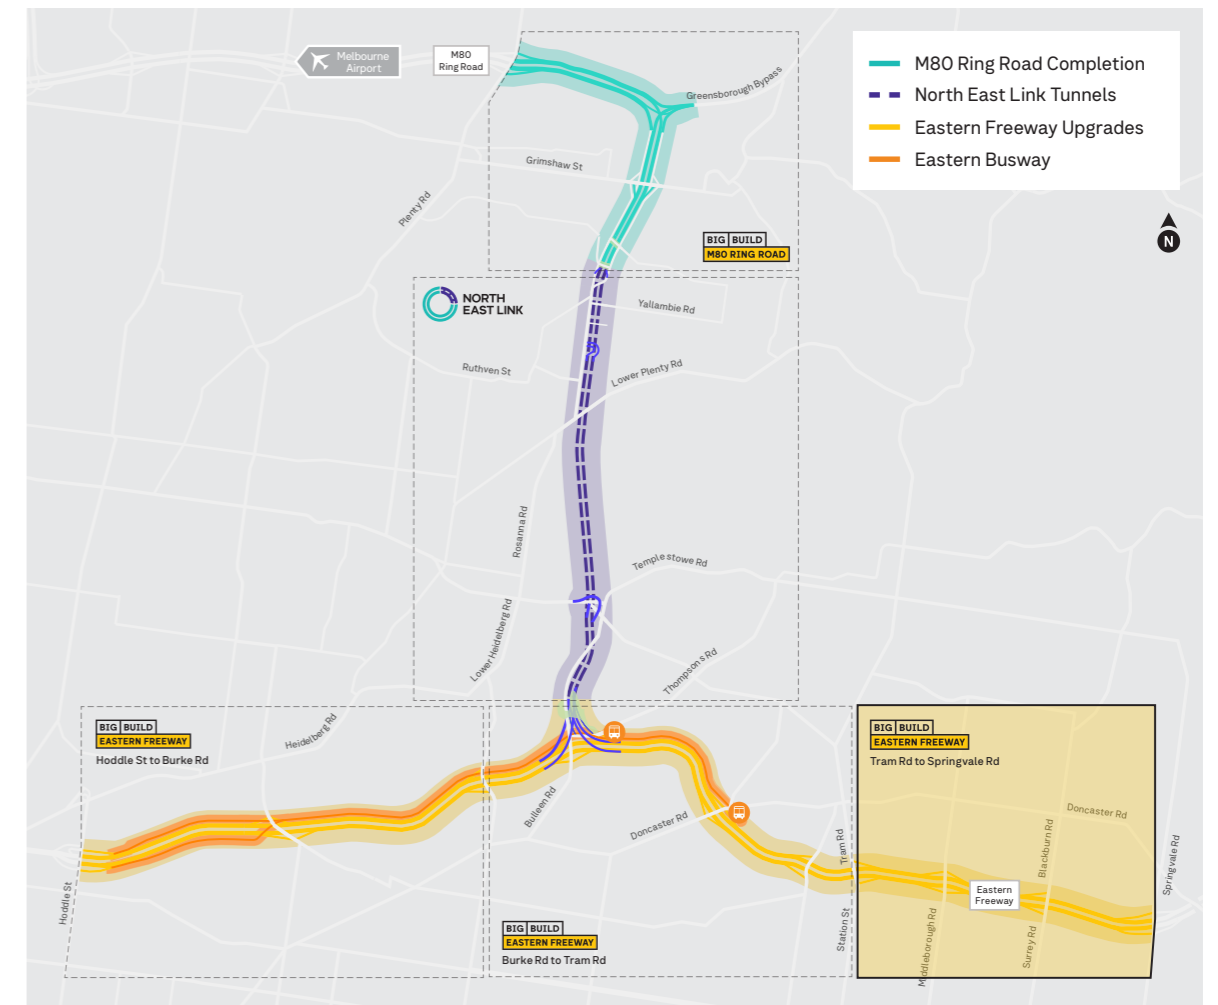 Melbourne
Airport
M80
Ring Road
M80 Ring Road Completion
North East Link Tunnels
Eastern Freeway Upgrades
Eastern Busway
N
Greensborough Bypass
Grimshaw St
Plenty Rd
BIG BUILD
M80 RING ROAD
NORTH
EAST LINK
Yallambie Rd
Ruthven St
Lower Plenty Rd
Rosanna Rd
Templestowe Rd
Lower Heidelberg Rd
Thompsons Rd
BIG BUILD
EASTERN FREEWAY
Hoddle St to Burke Rd
Heidelberg Rd
BIG BUILD
EASTERN FREEWAY
Tram Rd to Springvale Rd
Bulleen Rd
Doncaster Rd
Tram Rd
Doncaster Rd
Blackburn Rd
Springvale Rd
Eastern
Freeway
Hoddle St
Station St
Middleborough Rd
Surrey Rd
BIG BUILD
EASTERN FREEWAY
Burke Rd to Tram Rd